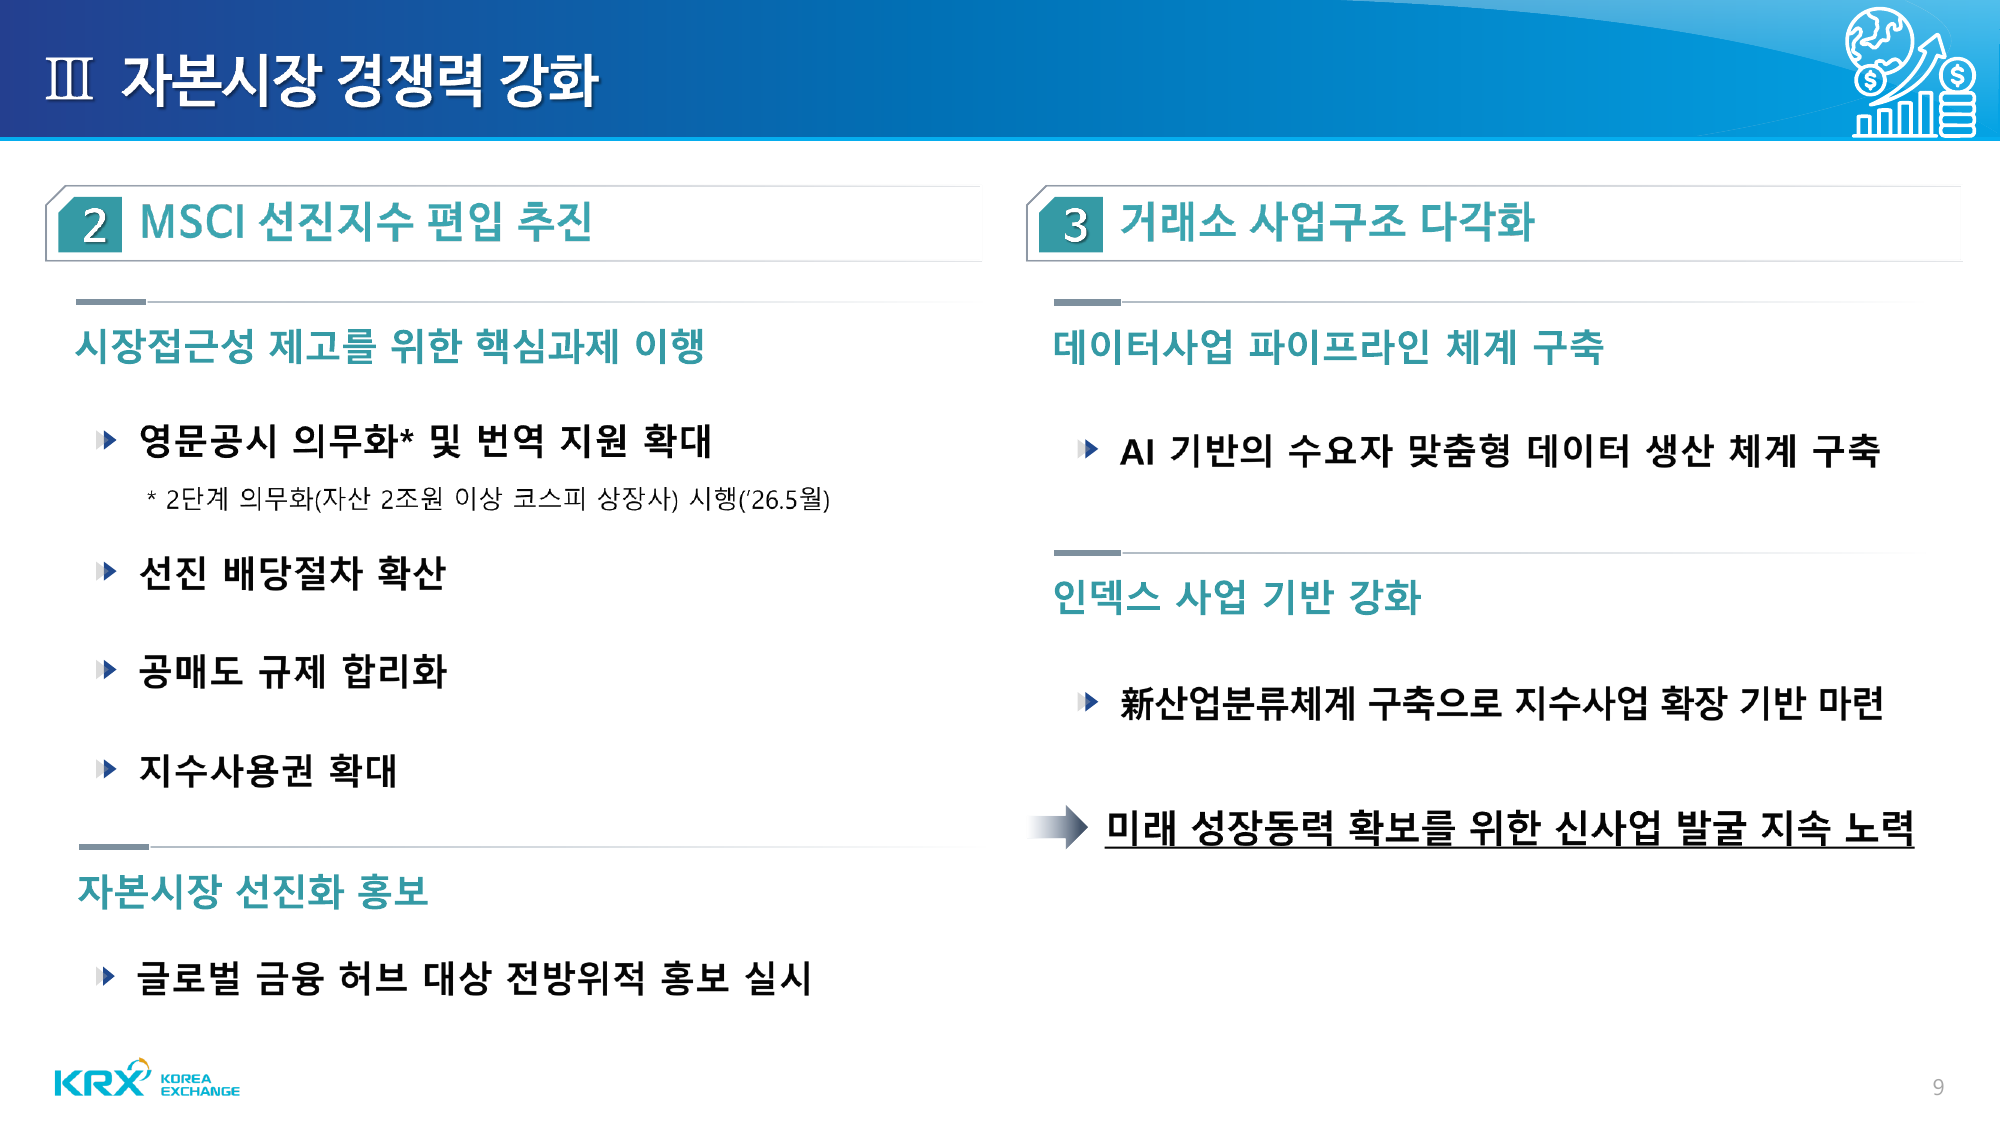 Ⅲ 자본시장 경쟁력 강화
2 MSCI 선진지수 편입 추진
시장접근성 제고를 위한 핵심과제 이행
영문공시 의무화* 및 번역 지원 확대
* 2단계 의무화(자산 2조원 이상 코스피 상장사) 시행('26.5월)
선진 배당절차 확산
공매도 규제 합리화
지수사용권 확대
자본시장 선진화 홍보
글로벌 금융 허브 대상 전방위적 홍보 실시
3 거래소 사업구조 다각화
데이터사업 파이프라인 체계 구축
AI 기반의 수요자 맞춤형 데이터 생산 체계 구축
인덱스 사업 기반 강화
新산업분류체계 구축으로 지수사업 확장 기반 마련
미래 성장동력 확보를 위한 신사업 발굴 지속 노력
KRX KOREA
EXCHANGE
9